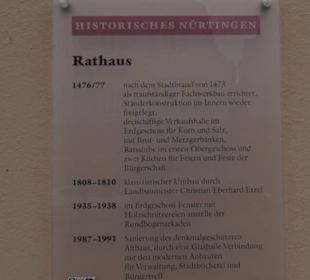 HISTORISCHES NÜRTINGEN
Rathaus
1476/77 nach dem Stadtbrand von 1473
als traufständiger Fachwerkbau errichtet,
Ständerkonstruktion im Innern wieder
freigelegt,
dreischiffige Verkaufshalle im
Erdgeschoss für Korn und Salz,
mit Brot- und Metzgerbänken,
Ratsstube im ersten Obergeschoss und
zwei Küchen für Feiern und Feste der
Bürgerschaft
1808–1810 klassizistischer Umbau durch
Landbaumeister Christian Eberhard Etzel
1935–1938 im Erdgeschoss Fenster mit
Holzschnitzereien anstelle der
Rundbogenarkaden
1987–1991 Sanierung des denkmalgeschützten
Altbaus, durch eine Glashalle Verbindung
mit den modernen Anbauten
für Verwaltung, Stadtbücherei und
Bürgertreff